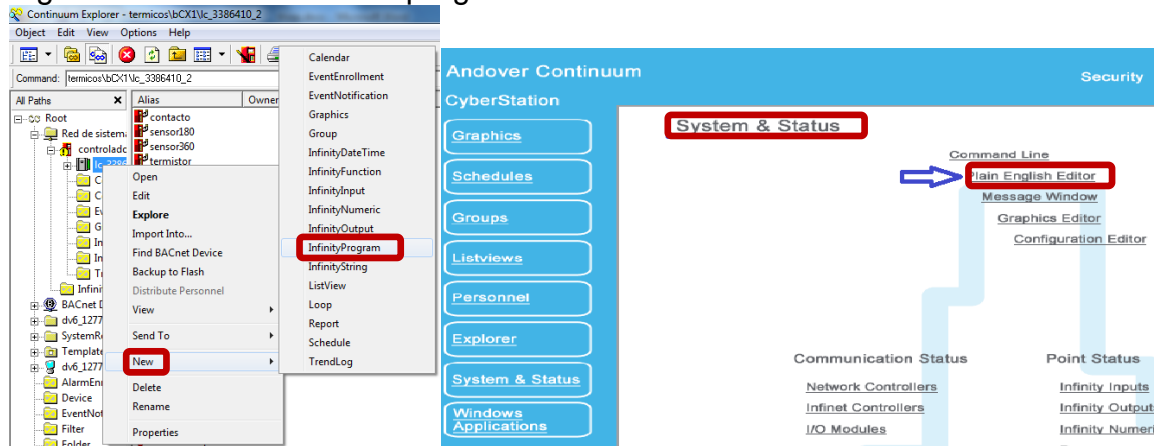 Continuum Explorer - termicos\bCX1\lc_3386410_2
Object Edit View Options Help
Command: termicos\bCX1\lc_3386410_2
All Paths X Alias Owner
Root
Red de sistema
controlado
lc_3386
BACnet D
dv6_1277
SystemRe
Template
dv6_1277
AlarmEnr
Device
EventNot
Filter
Folder
contacto
sensor180
sensor360
termistor
Open
Edit
Explore
Import Into...
Find BACnet Device
Backup to Flash
Distribute Personnel
View
Send To
New
Delete
Rename
Properties
Calendar
EventEnrollment
EventNotification
Graphics
Group
InfinityDateTime
InfinityFunction
InfinityInput
InfinityNumeric
InfinityOutput
InfinityProgram
InfinityString
ListView
Loop
Report
Schedule
TrendLog
Andover Continuum
CyberStation
Security
Graphics
Schedules
Groups
Listviews
Personnel
Explorer
System & Status
Windows
Applications
System & Status
Command Line
Plain English Editor
Message Window
Graphics Editor
Configuration Editor
Communication Status
Network Controllers
Infinet Controllers
I/O Modules
Point Status
Infinity Inputs
Infinity Output
Infinity Numeri